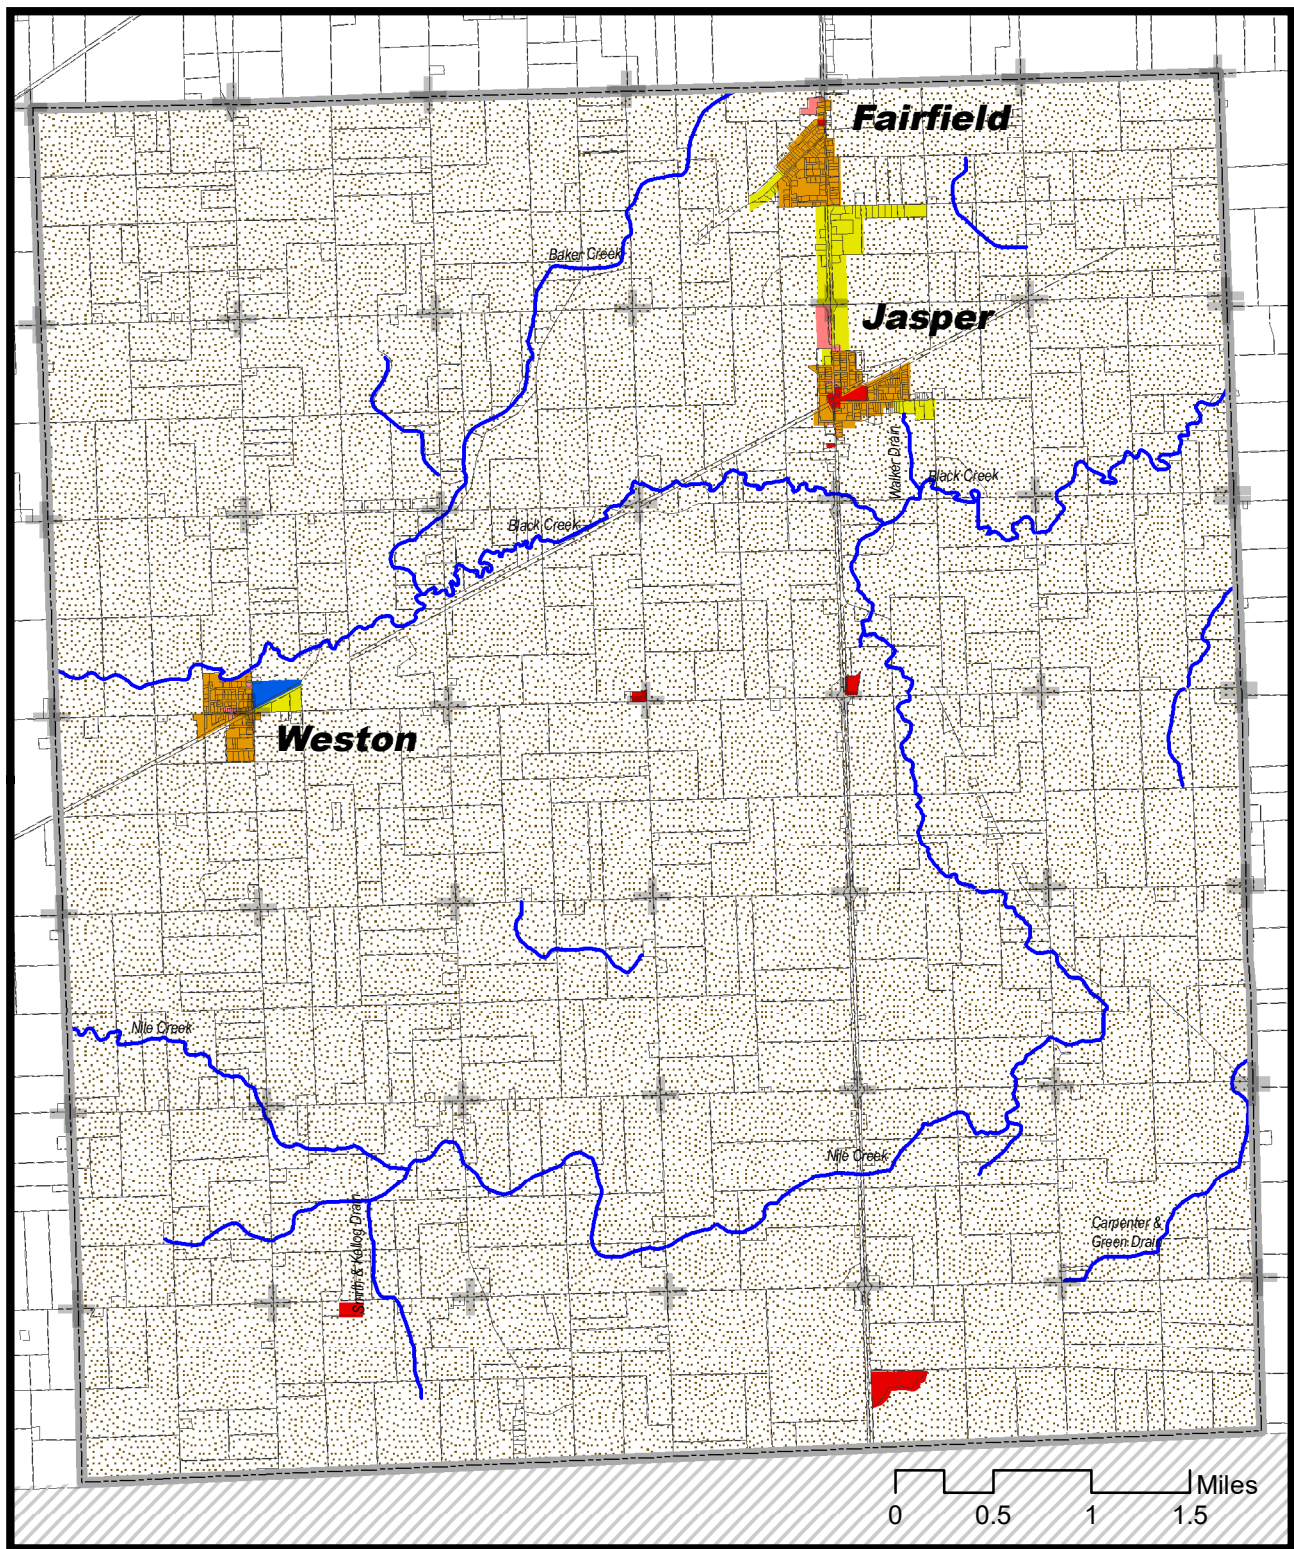 Fairfield
Baker Creek
Jasper
Walker Drain
Black Creek
Black Creek
Weston
Nile Creek
Nile Creek
Smith & Kellog Drain
Carpenter &
Green Drain
Miles
0 0.5 1 1.5